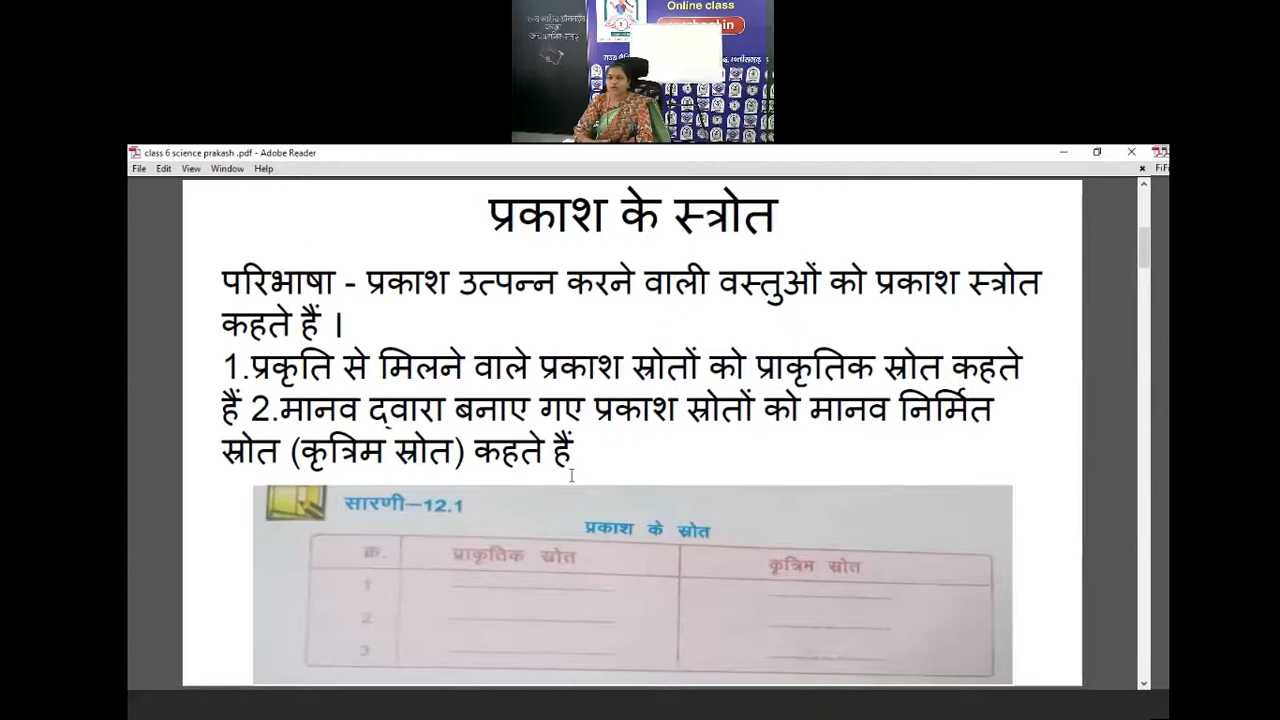 Online class
class 6 science prakash .pdf - Adobe Reader
File Edit View Window Help
प्रकाश के स्त्रोत
परिभाषा - प्रकाश उत्पन्न करने वाली वस्तुओं को प्रकाश स्त्रोत
कहते हैं ।
1.प्रकृति से मिलने वाले प्रकाश स्रोतों को प्राकृतिक स्रोत कहते
हैं 2.मानव द्वारा बनाए गए प्रकाश स्रोतों को मानव निर्मित
स्रोत (कृत्रिम स्रोत) कहते हैं
सारणी–12.1
प्रकाश के स्रोत
क्र. प्राकृतिक स्रोत कृत्रिम स्रोत
1
2
3